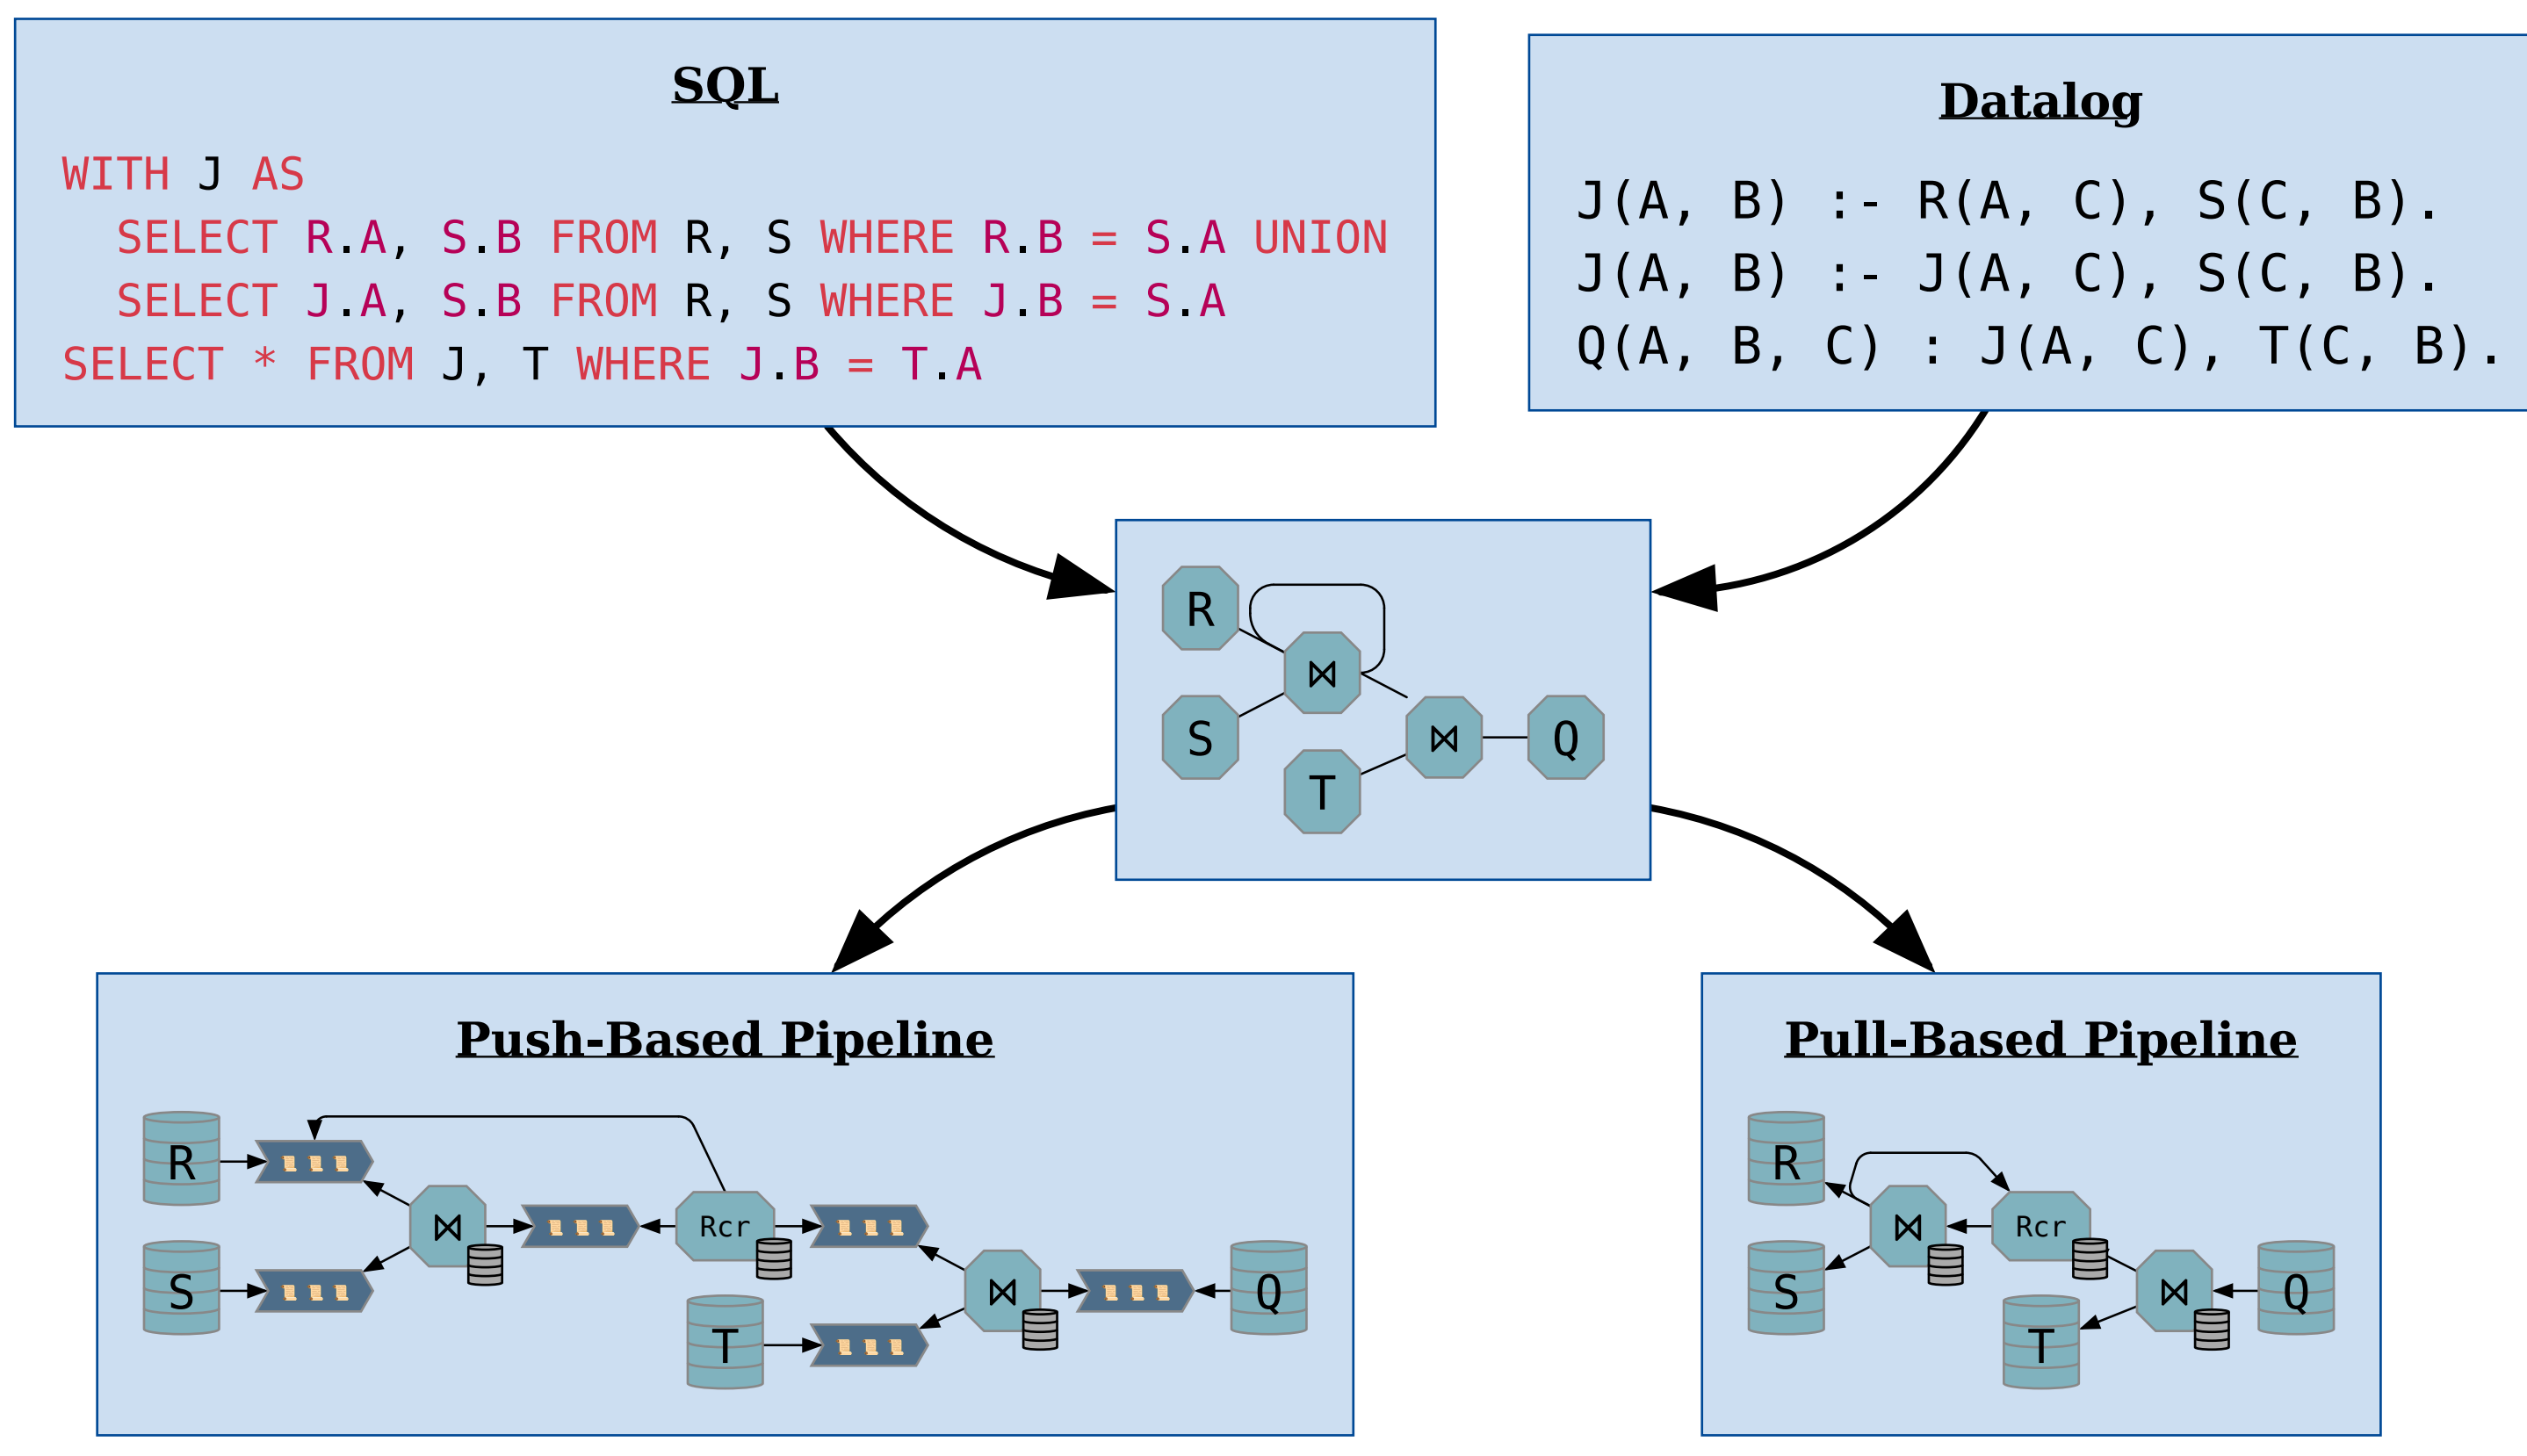 SQL
WITH J AS
SELECT R.A, S.B FROM R, S WHERE R.B = S.A UNION
SELECT J.A, S.B FROM R, S WHERE J.B = S.A
SELECT * FROM J, T WHERE J.B = T.A
Datalog
J(A, B) :- R(A, C), S(C, B).
J(A, B) :- J(A, C), S(C, B).
Q(A, B, C) : J(A, C), T(C, B).
R
⋈
S
⋈
Q
T
Push-Based Pipeline
R
⋈
Rcr
S
⋈
Q
T
Pull-Based Pipeline
R
⋈
Rcr
S
⋈
Q
T